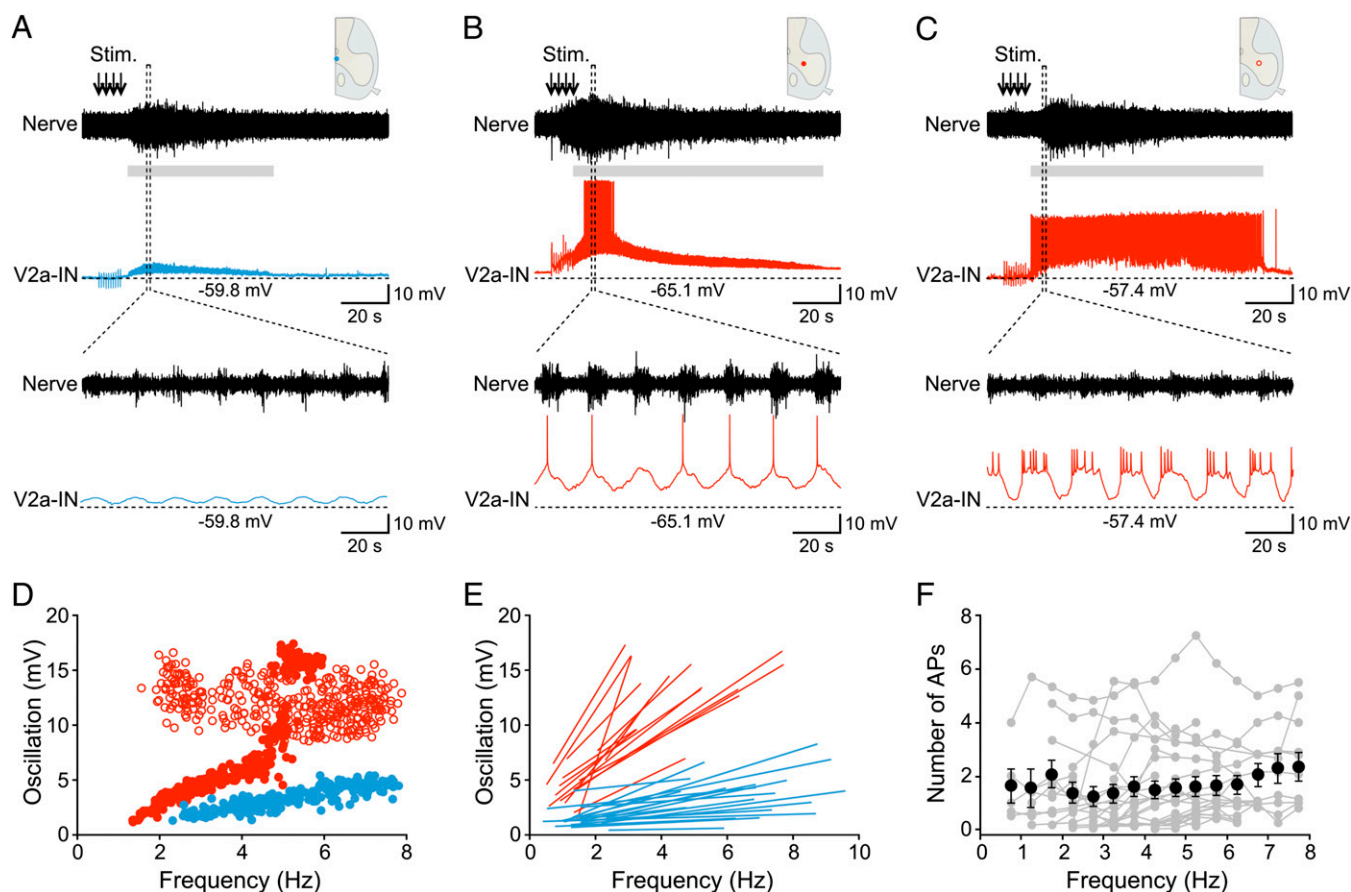 A
B
C
Stim.
Stim.
Stim.
Nerve
Nerve
Nerve
V2a-IN
-59.8 mV
10 mV
20 s
V2a-IN
-65.1 mV
10 mV
20 s
V2a-IN
-57.4 mV
10 mV
20 s
Nerve
Nerve
Nerve
V2a-IN
-59.8 mV
10 mV
20 s
V2a-IN
-65.1 mV
10 mV
20 s
V2a-IN
-57.4 mV
10 mV
20 s
D
Oscillation (mV)
20
15
10
5
0
0 2 4 6 8
Frequency (Hz)
E
Oscillation (mV)
20
15
10
5
0
0 2 4 6 8 10
Frequency (Hz)
F
Number of APs
8
6
4
2
0
0 1 2 3 4 5 6 7 8
Frequency (Hz)